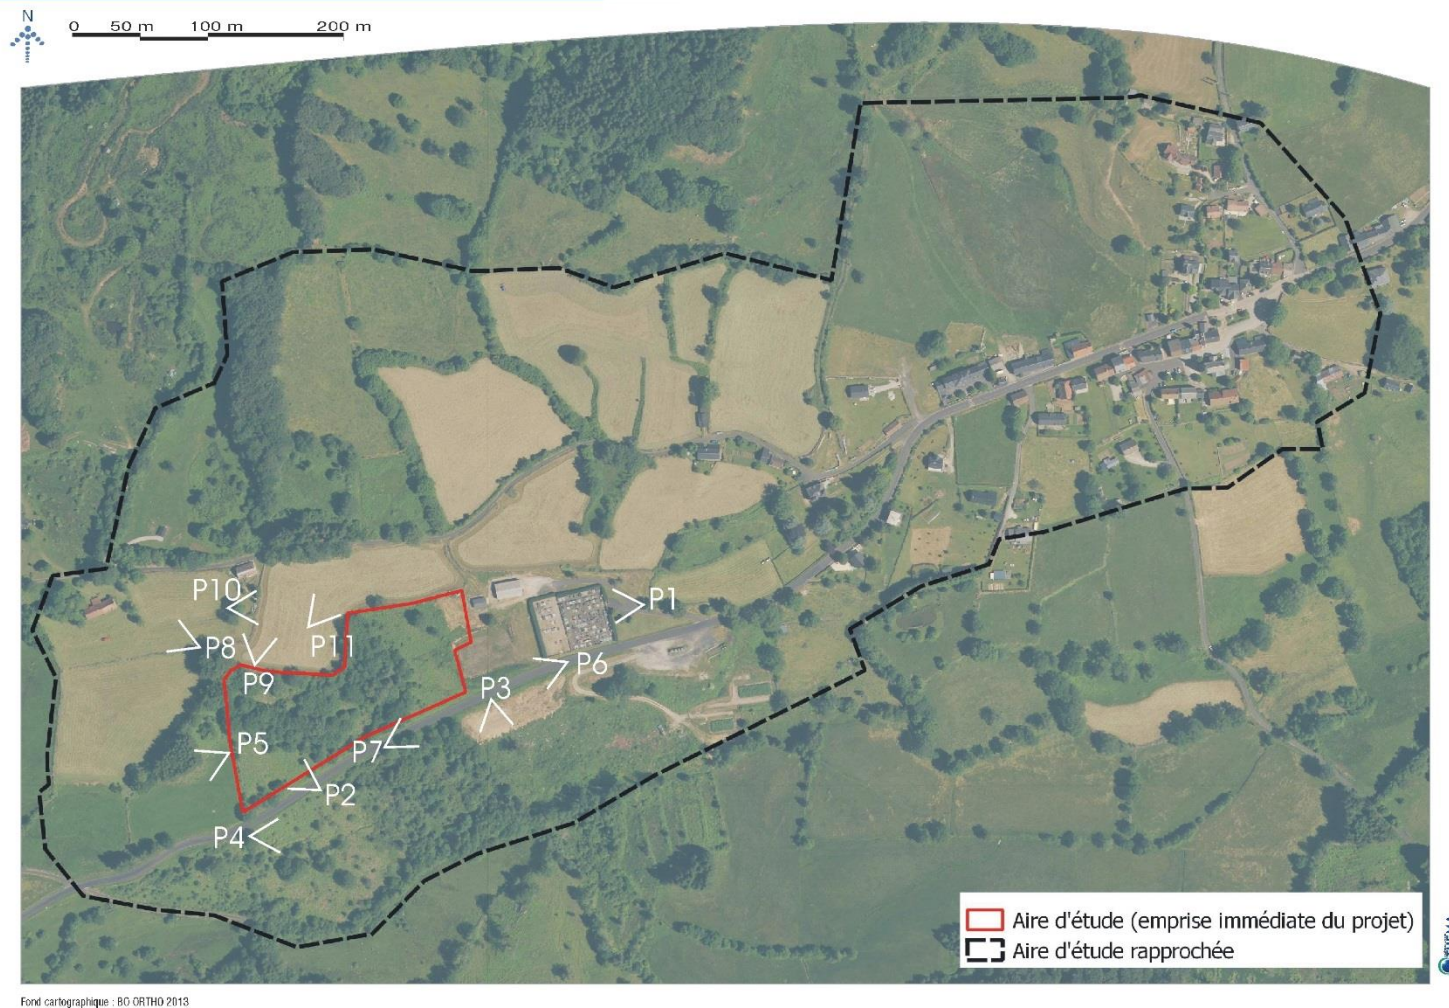 N
0 50 m 100 m 200 m
P10
P1
P8
P11
P9
P6
P3
P5
P7
P2
P4
Aire d'étude (emprise immédiate du projet)
Aire d'étude rapprochée
Fond cartographique : BD ORTHO 2013